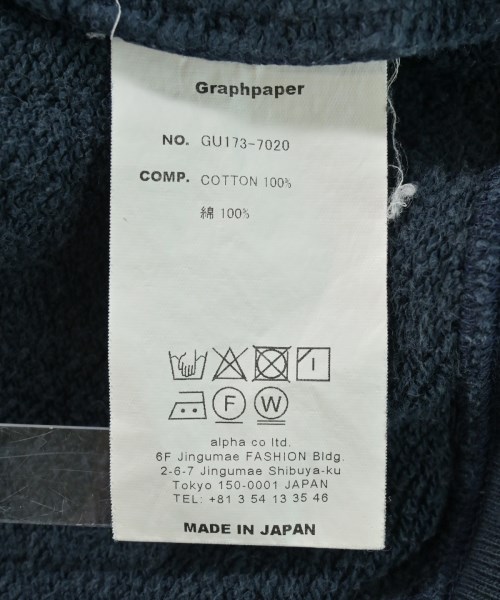 Graphpaper
NO. GU173-7020
COMP. COTTON 100%
綿 100%
F W
alpha co ltd.
6F Jingumae FASHION Bldg.
2-6-7 Jingumae Shibuya-ku
Tokyo 150-0001 JAPAN
TEL: +81 3 54 13 35 46
MADE IN JAPAN